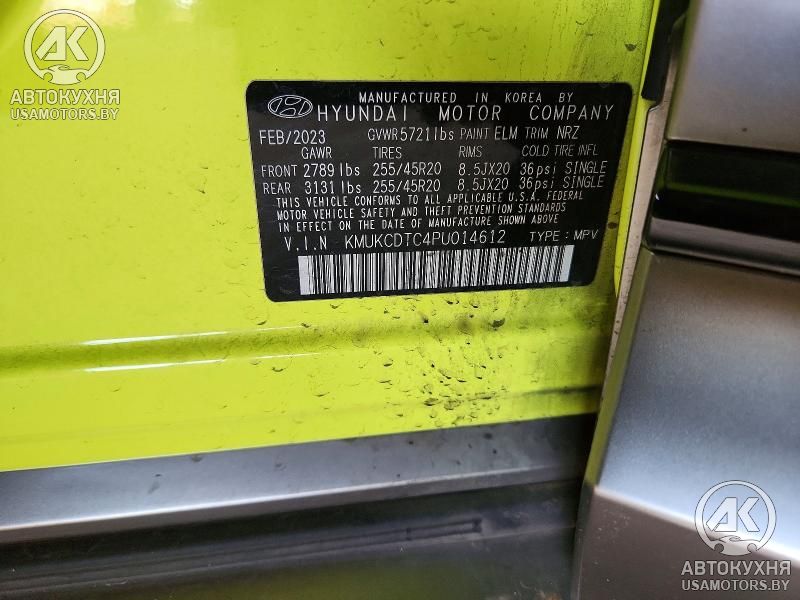 AK
АВТОКУХНЯ
USAMOTORS.BY
MANUFACTURED IN KOREA BY
HYUNDAI MOTOR COMPANY
FEB/2023 GVWR 5721lbs PAINT ELM TRIM NRZ
GAWR TIRES RIMS COLD TIRE INFL
FRONT 2789 lbs 255/45R20 8.5JX20 36psi SINGLE
REAR 3131 lbs 255/45R20 8.5JX20 36psi SINGLE
THIS VEHICLE CONFORMS TO ALL APPLICABLE U.S.A. FEDERAL
MOTOR VEHICLE SAFETY AND THEFT PREVENTION STANDARDS
IN EFFECT ON THE DATE OF MANUFACTURE SHOWN ABOVE.
V.I.N KMUKCDTC4PU014612 TYPE: MPV
AK
АВТОКУХНЯ
USAMOTORS.BY